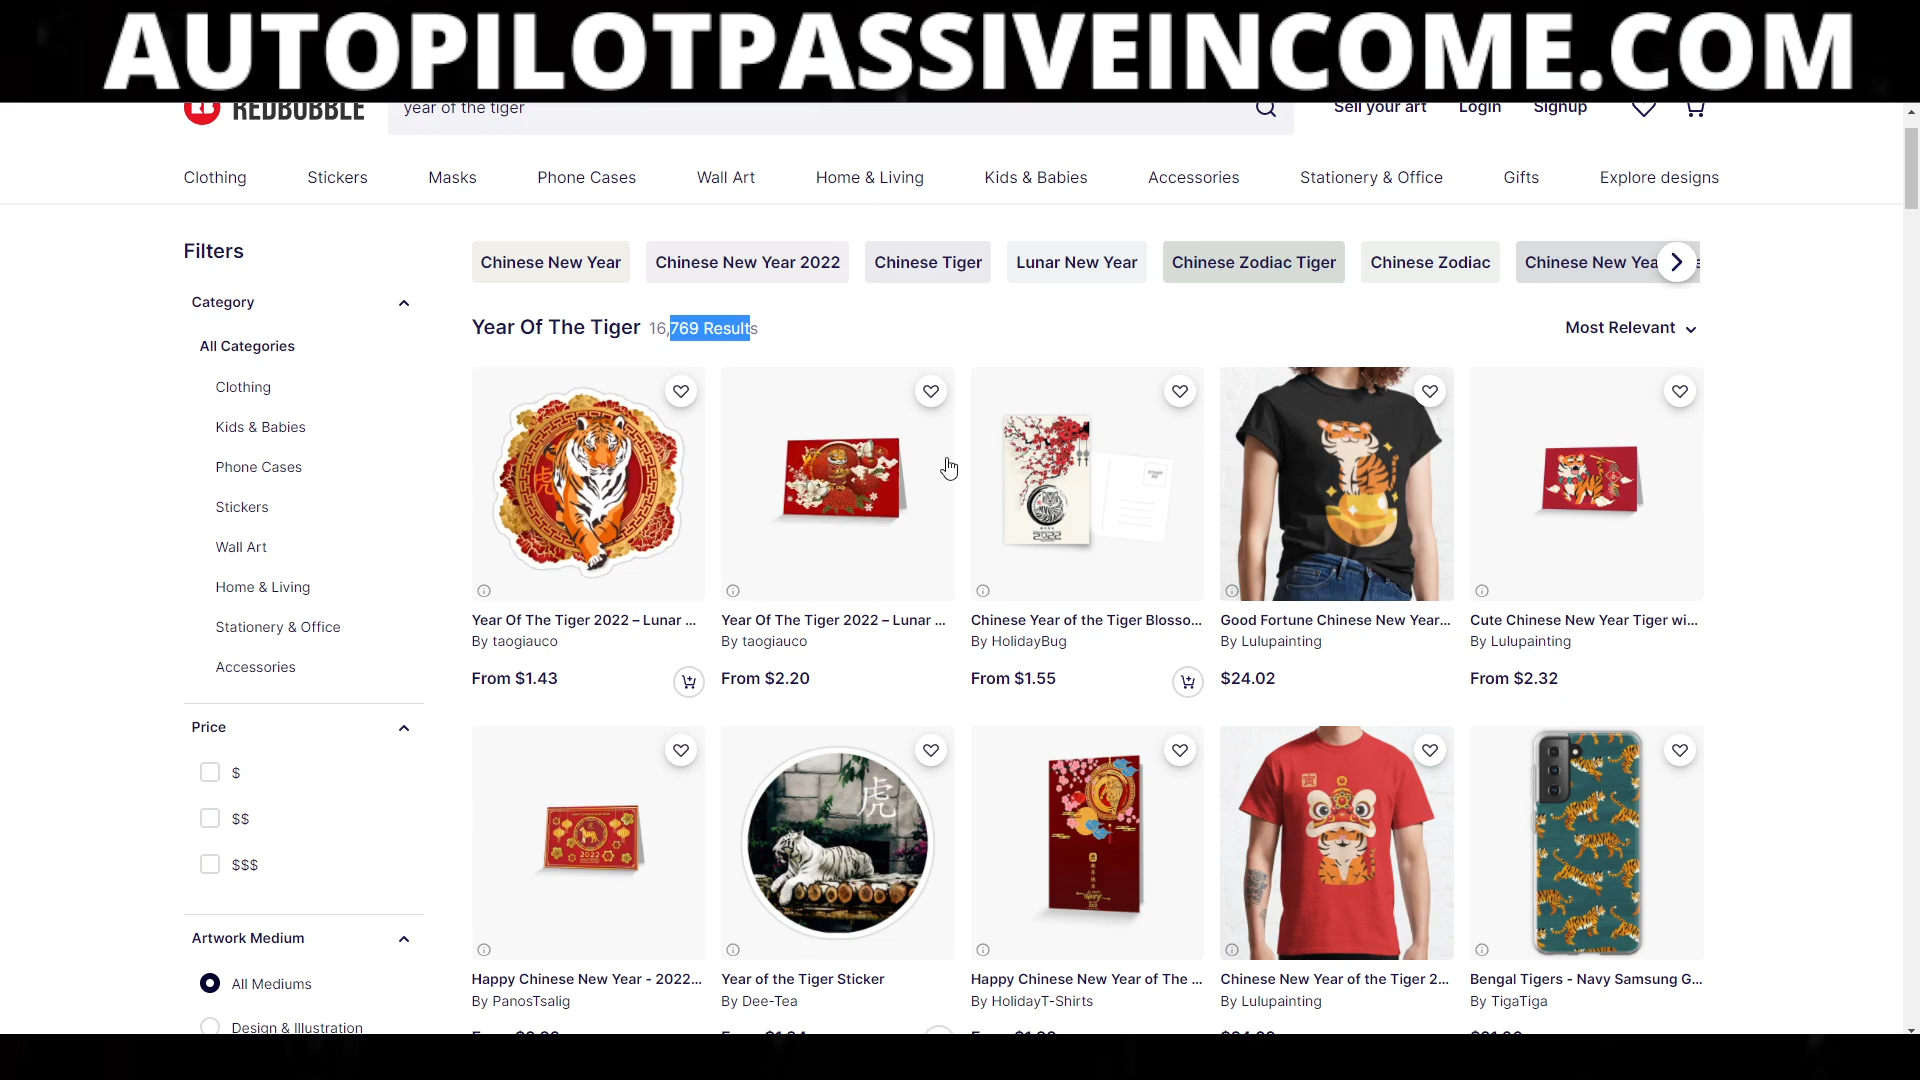 AUTOPILOTPASSIVEINCOME.COM
REDBUBBLE
year of the tiger
Sell your art Login Signup
Clothing Stickers Masks Phone Cases Wall Art Home & Living Kids & Babies Accessories Stationery & Office Gifts Explore designs
Filters
Chinese New Year Chinese New Year 2022 Chinese Tiger Lunar New Year Chinese Zodiac Tiger Chinese Zodiac Chinese New Yea
Category
All Categories
Clothing
Kids & Babies
Phone Cases
Stickers
Wall Art
Home & Living
Stationery & Office
Accessories
Price
$
$$
$$$
Artwork Medium
All Mediums
Design & Illustration
Year Of The Tiger 16,769 Results
Most Relevant
虎
STAMP
2022
Year Of The Tiger 2022 – Lunar ...
By taogiauco
From $1.43
Year Of The Tiger 2022 – Lunar ...
By taogiauco
From $2.20
Chinese Year of the Tiger Blosso...
By HolidayBug
From $1.55
Good Fortune Chinese New Year...
By Lulupainting
$24.02
Cute Chinese New Year Tiger wi...
By Lulupainting
From $2.32
2022
虎
寅
Happy Chinese New Year - 2022...
By PanosTsalig
Year of the Tiger Sticker
By Dee-Tea
Happy Chinese New Year of The ...
By HolidayT-Shirts
Chinese New Year of the Tiger 2...
By Lulupainting
Bengal Tigers - Navy Samsung G...
By TigaTiga